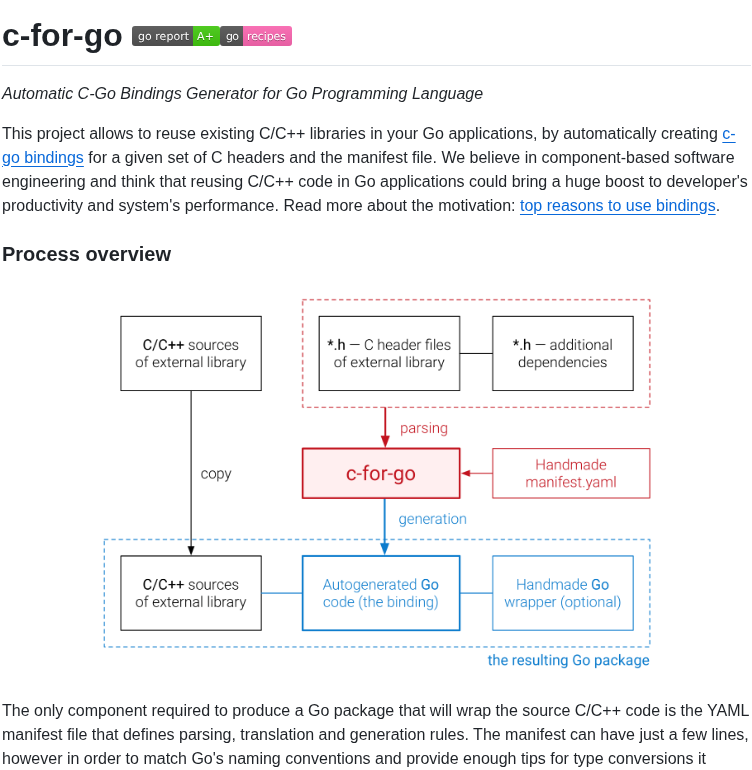 c-for-go go report A+ go recipes
Automatic C-Go Bindings Generator for Go Programming Language
This project allows to reuse existing C/C++ libraries in your Go applications, by automatically creating c-
go bindings for a given set of C headers and the manifest file. We believe in component-based software
engineering and think that reusing C/C++ code in Go applications could bring a huge boost to developer's
productivity and system's performance. Read more about the motivation: top reasons to use bindings.
Process overview
C/C++ sources
of external library
*.h — C header files
of external library
*.h — additional
dependencies
parsing
copy
c-for-go
Handmade
manifest.yaml
generation
C/C++ sources
of external library
Autogenerated Go
code (the binding)
Handmade Go
wrapper (optional)
the resulting Go package
The only component required to produce a Go package that will wrap the source C/C++ code is the YAML
manifest file that defines parsing, translation and generation rules. The manifest can have just a few lines,
however in order to match Go's naming conventions and provide enough tips for type conversions it